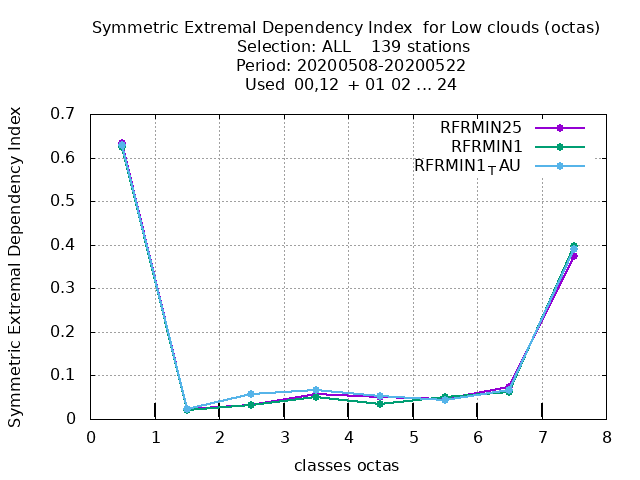 Symmetric Extremal Dependency Index for Low clouds (octas)
Selection: ALL 139 stations
Period: 20200508-20200522
Used 00,12 + 01 02 ... 24
Symmetric Extremal Dependency Index
0.7
0.6
0.5
0.4
0.3
0.2
0.1
0
RFRMIN25
RFRMIN1
RFRMIN1TAU
0 1 2 3 4 5 6 7 8
classes octas